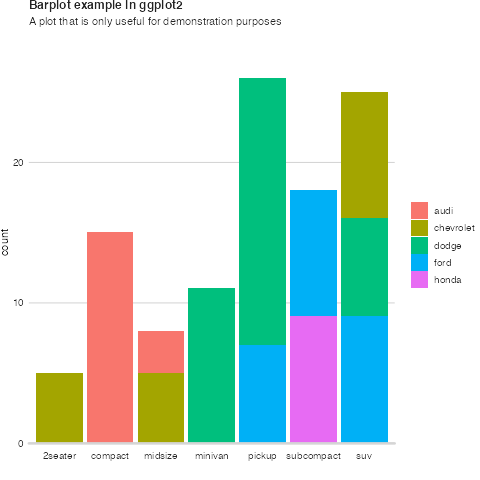 Barplot example in ggplot2
A plot that is only useful for demonstration purposes
count
20
10
0
2seater compact midsize minivan pickup subcompact suv
audi
chevrolet
dodge
ford
honda